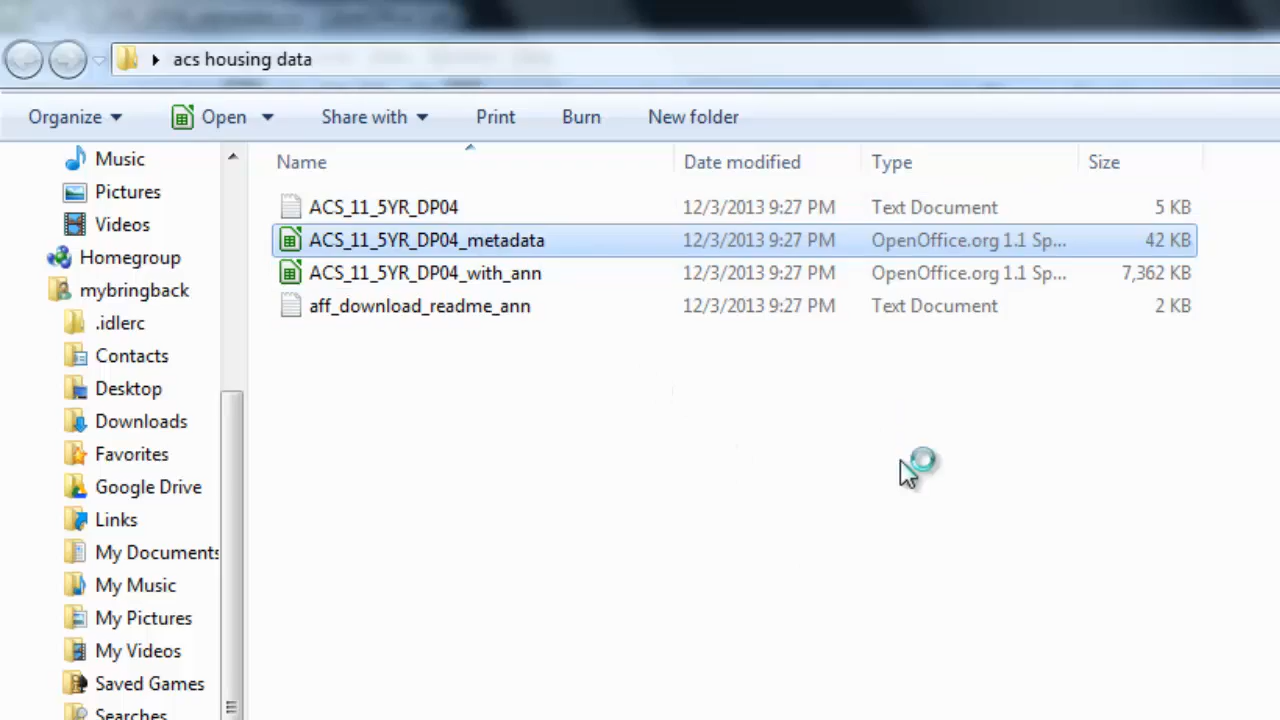 acs housing data
Organize Open Share with Print Burn New folder
Name Date modified Type Size
Music
Pictures
Videos
Homegroup
mybringback
.idlerc
Contacts
Desktop
Downloads
Favorites
Google Drive
Links
My Documents
My Music
My Pictures
My Videos
Saved Games
Searches
ACS_11_5YR_DP04 12/3/2013 9:27 PM Text Document 5 KB
ACS_11_5YR_DP04_metadata 12/3/2013 9:27 PM OpenOffice.org 1.1 Sp... 42 KB
ACS_11_5YR_DP04_with_ann 12/3/2013 9:27 PM OpenOffice.org 1.1 Sp... 7,362 KB
aff_download_readme_ann 12/3/2013 9:27 PM Text Document 2 KB